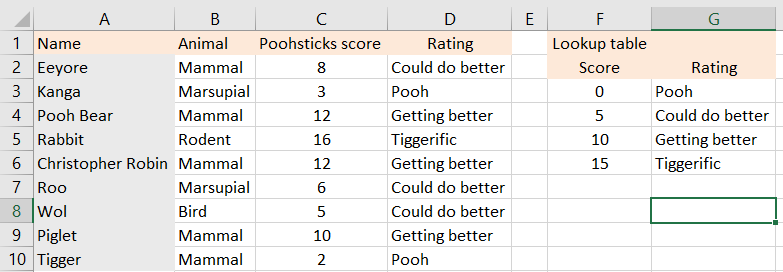 A B C D E F G
1 Name Animal Poohsticks score Rating Lookup table
2 Eeyore Mammal 8 Could do better Score Rating
3 Kanga Marsupial 3 Pooh 0 Pooh
4 Pooh Bear Mammal 12 Getting better 5 Could do better
5 Rabbit Rodent 16 Tiggerific 10 Getting better
6 Christopher Robin Mammal 12 Getting better 15 Tiggerific
7 Roo Marsupial 6 Could do better
8 Wol Bird 5 Could do better
9 Piglet Mammal 10 Getting better
10 Tigger Mammal 2 Pooh